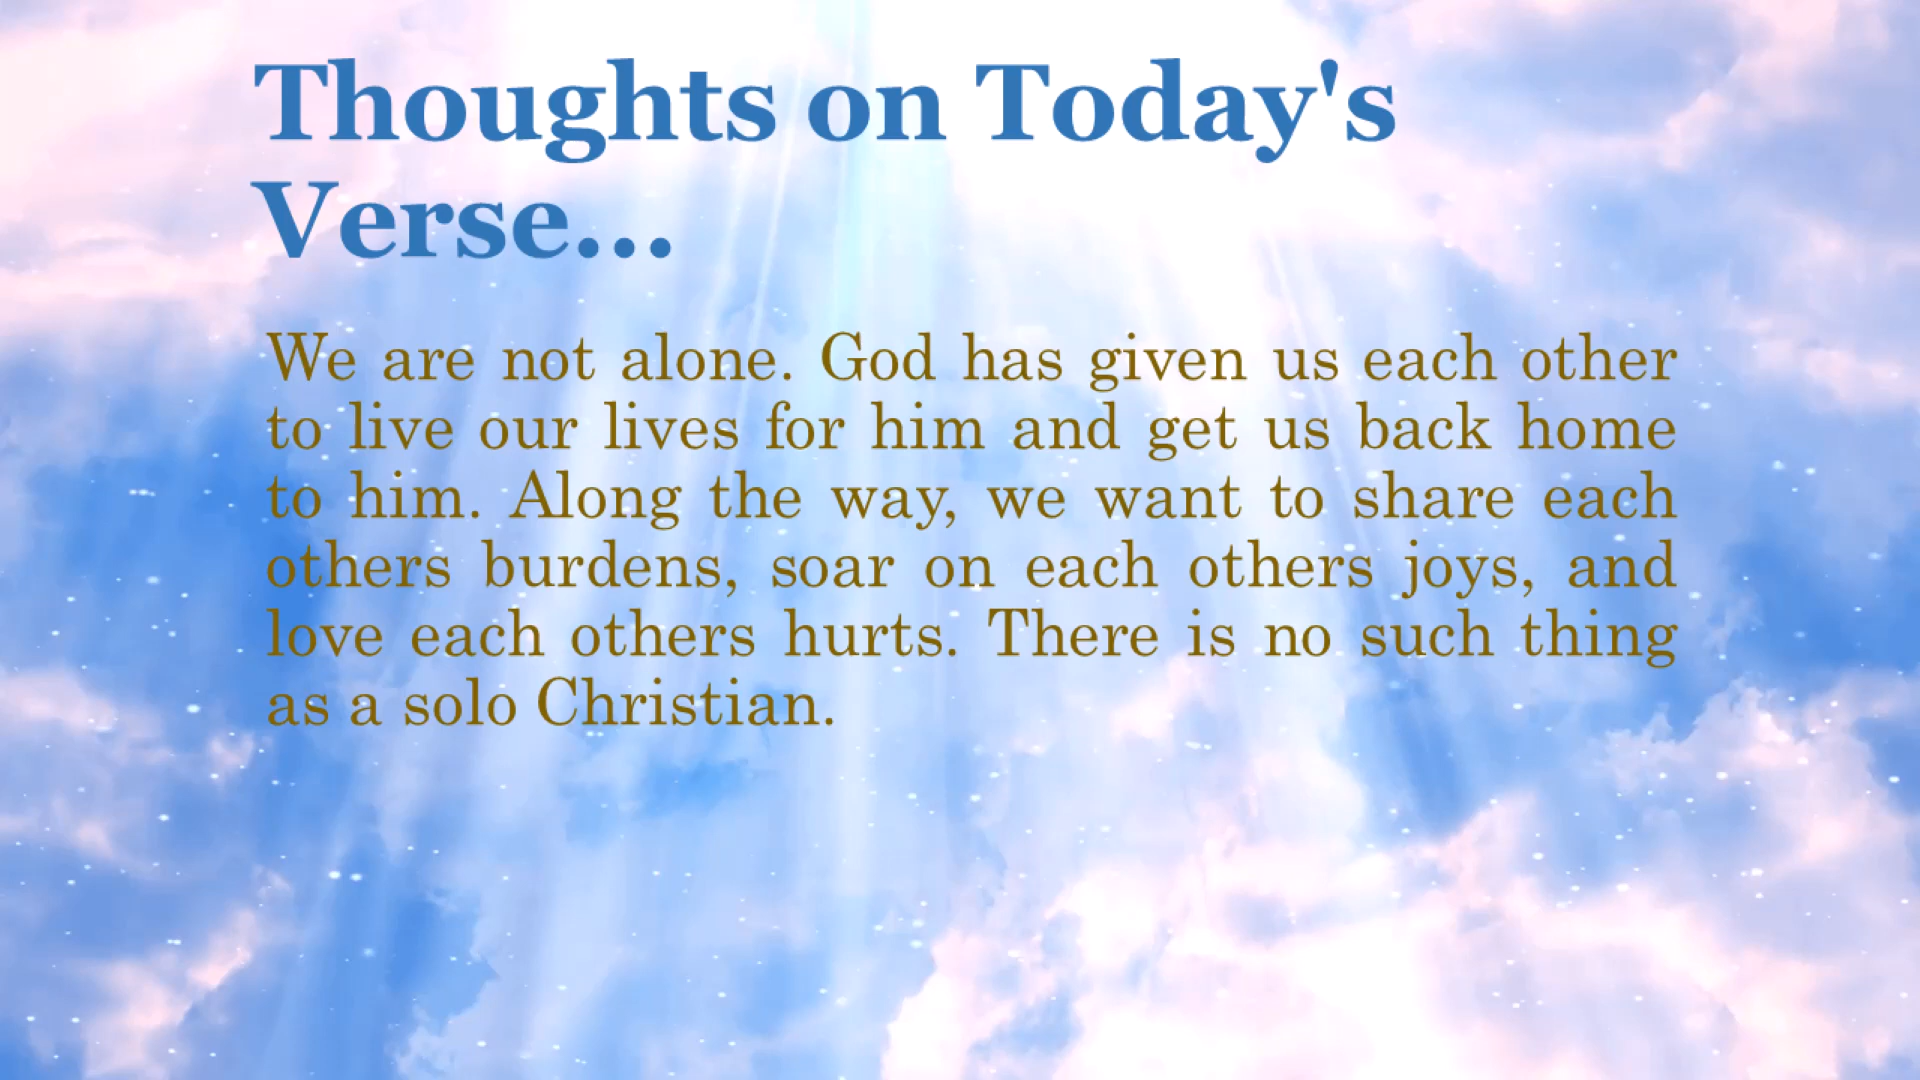 Thoughts on Today's
Verse...
We are not alone. God has given us each other
to live our lives for him and get us back home
to him. Along the way, we want to share each
others burdens, soar on each others joys, and
love each others hurts. There is no such thing
as a solo Christian.